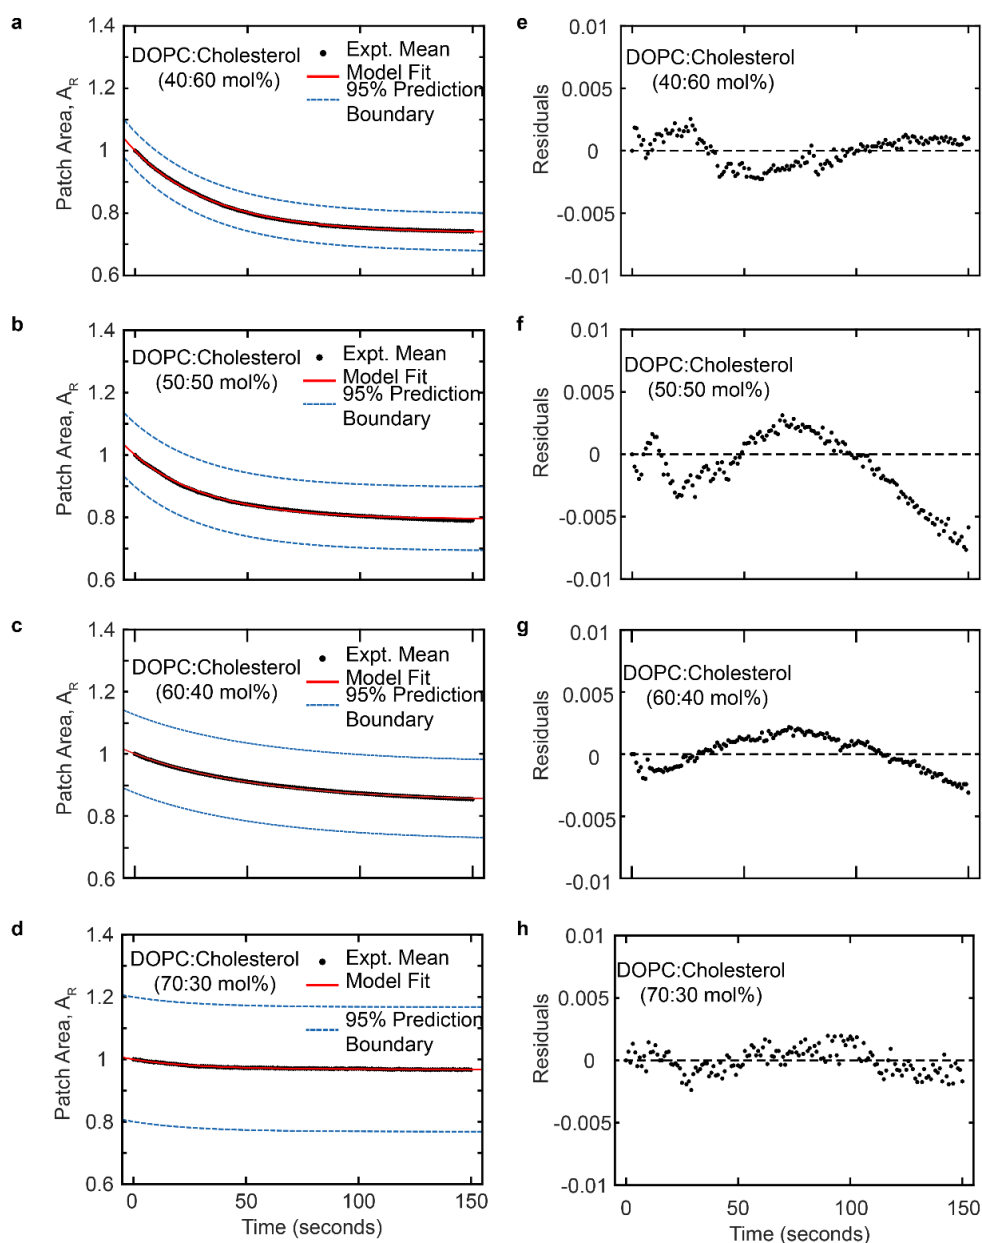 a
1.4
1.2
1
0.8
0.6
Patch Area, A_R
DOPC:Cholesterol
(40:60 mol%)
Expt. Mean
Model Fit
95% Prediction
Boundary
e
0.01
0.005
0
-0.005
-0.01
Residuals
DOPC:Cholesterol
(40:60 mol%)
b
1.4
1.2
1
0.8
0.6
Patch Area, A_R
DOPC:Cholesterol
(50:50 mol%)
Expt. Mean
Model Fit
95% Prediction
Boundary
f
0.01
0.005
0
-0.005
-0.01
Residuals
DOPC:Cholesterol
(50:50 mol%)
c
1.4
1.2
1
0.8
0.6
Patch Area, A_R
DOPC:Cholesterol
(60:40 mol%)
Expt. Mean
Model Fit
95% Prediction
Boundary
g
0.01
0.005
0
-0.005
-0.01
Residuals
DOPC:Cholesterol
(60:40 mol%)
d
1.4
1.2
1
0.8
0.6
Patch Area, A_R
DOPC:Cholesterol
(70:30 mol%)
Expt. Mean
Model Fit
95% Prediction
Boundary
0 50 100 150
Time (seconds)
h
0.01
0.005
0
-0.005
-0.01
Residuals
DOPC:Cholesterol
(70:30 mol%)
0 50 100 150
Time (seconds)